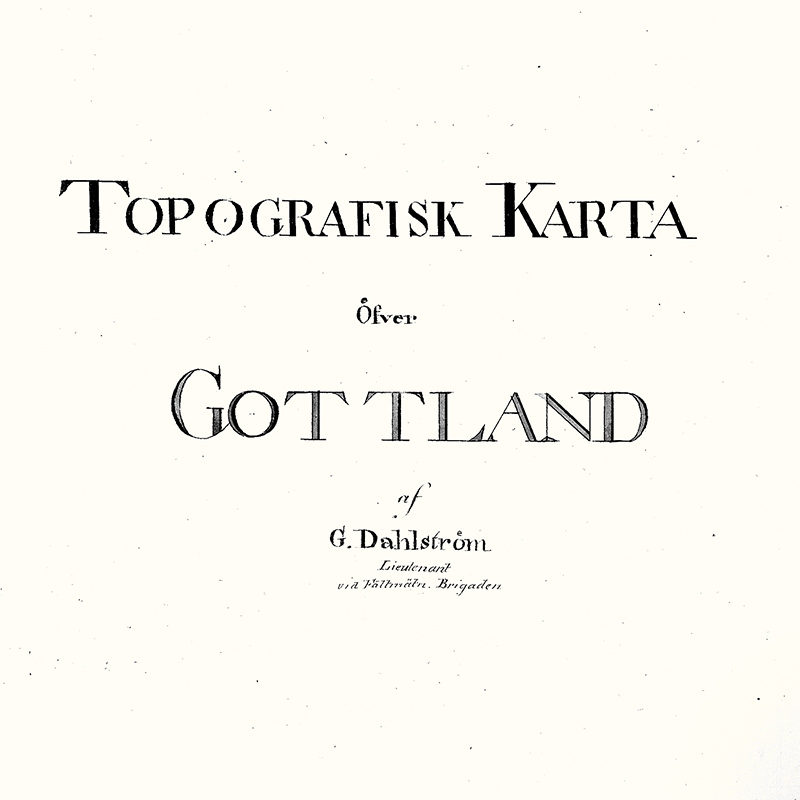 TOPOGRAFISK KARTA
Öfver
GOTTLAND
af
G. Dahlström
Lieutenant
vid Fältmätn. Brigaden